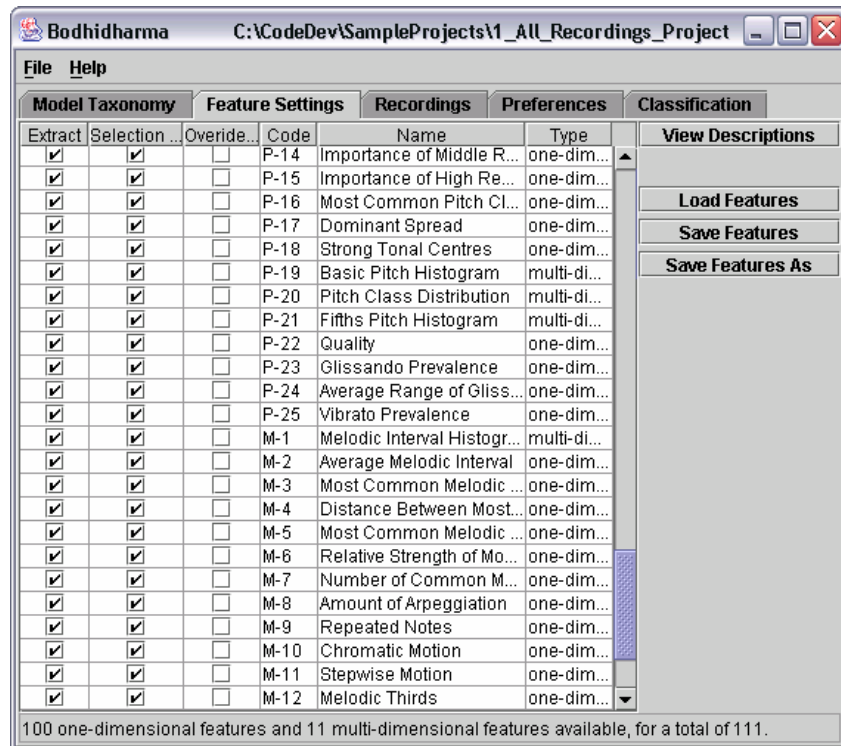 Bodhidharma C:\CodeDev\SampleProjects\1_All_Recordings_Project
File Help
Model Taxonomy Feature Settings Recordings Preferences Classification
Extract Selection ... Overide... Code Name Type View Descriptions
P-14 Importance of Middle R... one-dim...
P-15 Importance of High Re... one-dim...
P-16 Most Common Pitch Cl... one-dim... Load Features
P-17 Dominant Spread one-dim... Save Features
P-18 Strong Tonal Centres one-dim...
P-19 Basic Pitch Histogram multi-di... Save Features As
P-20 Pitch Class Distribution multi-di...
P-21 Fifths Pitch Histogram multi-di...
P-22 Quality one-dim...
P-23 Glissando Prevalence one-dim...
P-24 Average Range of Gliss... one-dim...
P-25 Vibrato Prevalence one-dim...
M-1 Melodic Interval Histogr... multi-di...
M-2 Average Melodic Interval one-dim...
M-3 Most Common Melodic ... one-dim...
M-4 Distance Between Most... one-dim...
M-5 Most Common Melodic ... one-dim...
M-6 Relative Strength of Mo... one-dim...
M-7 Number of Common M... one-dim...
M-8 Amount of Arpeggiation one-dim...
M-9 Repeated Notes one-dim...
M-10 Chromatic Motion one-dim...
M-11 Stepwise Motion one-dim...
M-12 Melodic Thirds one-dim...
100 one-dimensional features and 11 multi-dimensional features available, for a total of 111.